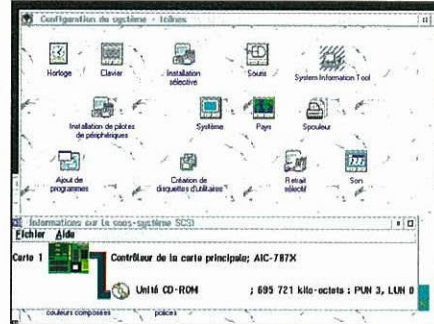 Configuration du système - Icônes
Horloge
Clavier
Installation
sélective
Souris
System Information Tool
Installation de pilotes
de périphériques
Système
Pays
Spouleur
Ajout de
programmes
Création de
disquettes d'utilitaires
Retrait
sélectif
Son
Informations sur le sous-système SCSI
Fichier Aide
Carte 1
Contrôleur de la carte principale; AIC-787X
Unité CD-ROM ; 695 721 kilo-octets ; PUN 3, LUN 0
couleurs composées
polices